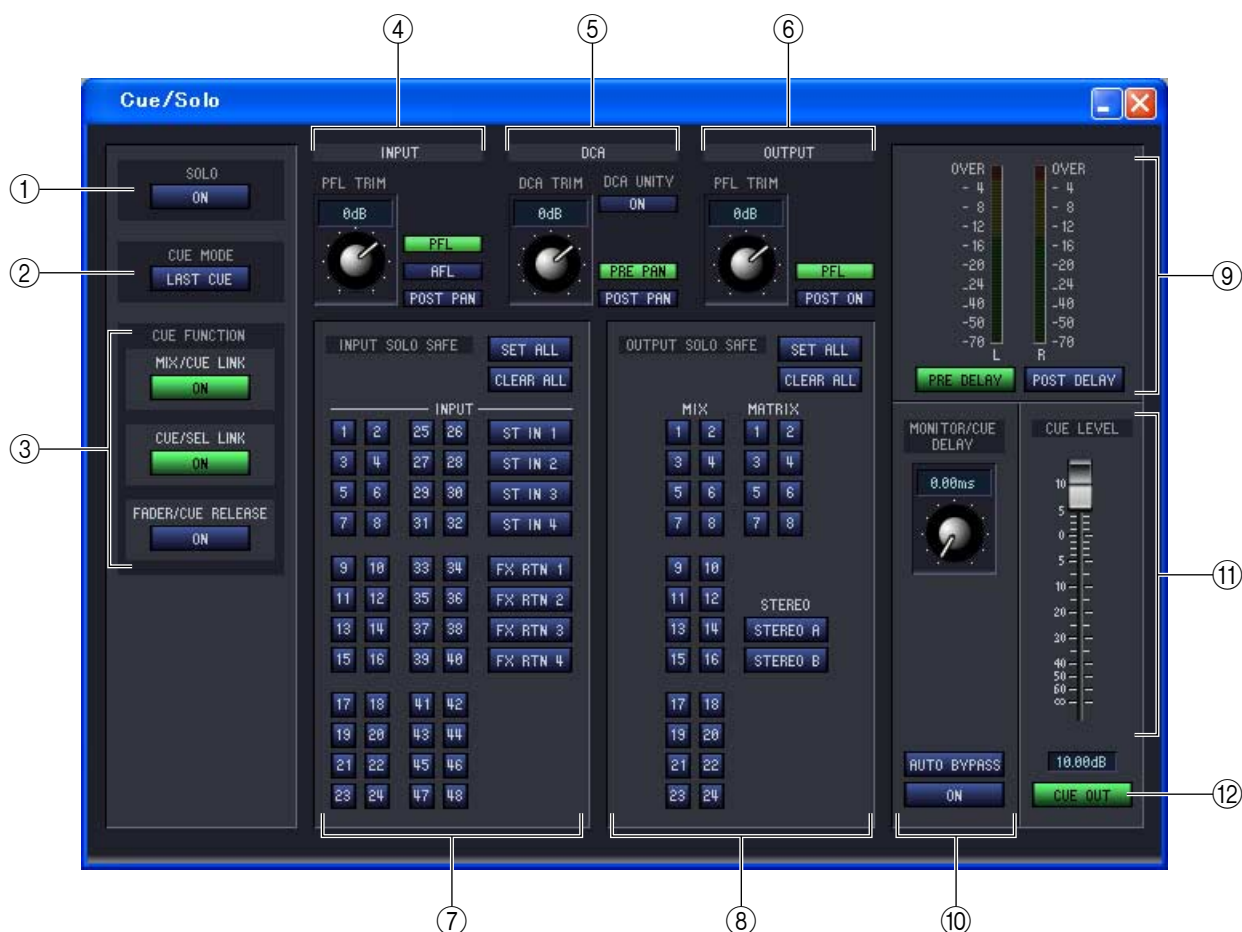 ④ ⑤ ⑥
Cue/Solo
INPUT DCA OUTPUT
① SOLO
ON
PFL TRIM
0dB
PFL
AFL
POST PAN
DCA TRIM
0dB
DCA UNITY
ON
PRE PAN
POST PAN
PFL TRIM
0dB
PFL
POST ON
② CUE MODE
LAST CUE
③ CUE FUNCTION
MIX/CUE LINK
ON
CUE/SEL LINK
ON
FADER/CUE RELEASE
ON
INPUT SOLO SAFE SET ALL
CLEAR ALL
INPUT
1 2 25 26 ST IN 1
3 4 27 28 ST IN 2
5 6 29 30 ST IN 3
7 8 31 32 ST IN 4
9 10 33 34 FX RTN 1
11 12 35 36 FX RTN 2
13 14 37 38 FX RTN 3
15 16 39 40 FX RTN 4
17 18 41 42
19 20 43 44
21 22 45 46
23 24 47 48
⑦
OUTPUT SOLO SAFE SET ALL
CLEAR ALL
MIX MATRIX
1 2 1 2
3 4 3 4
5 6 5 6
7 8 7 8
9 10
11 12 STEREO
13 14 STEREO A
15 16 STEREO B
17 18
19 20
21 22
23 24
⑧
OVER OVER
- 4 - 4
- 8 - 8
-12 -12
-16 -16
-20 -20
-24 -24
-40 -40
-50 -50
-70 -70
L R
PRE DELAY POST DELAY
⑨
MONITOR/CUE
DELAY
0.00ms
AUTO BYPASS
ON
⑩
CUE LEVEL
10
5
0
5
10
20
30
40
50
60
∞
⑪
10.00dB
CUE OUT
⑫